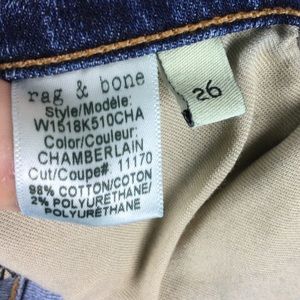 rag & bone
Style/Modèle:
W1518K510CHA
Color/Couleur:
CHAMBERLAIN
Cut/Coupe#: 11170
98% COTTON/COTON
2% POLYURETHANE/
POLYURÉTHANE
26